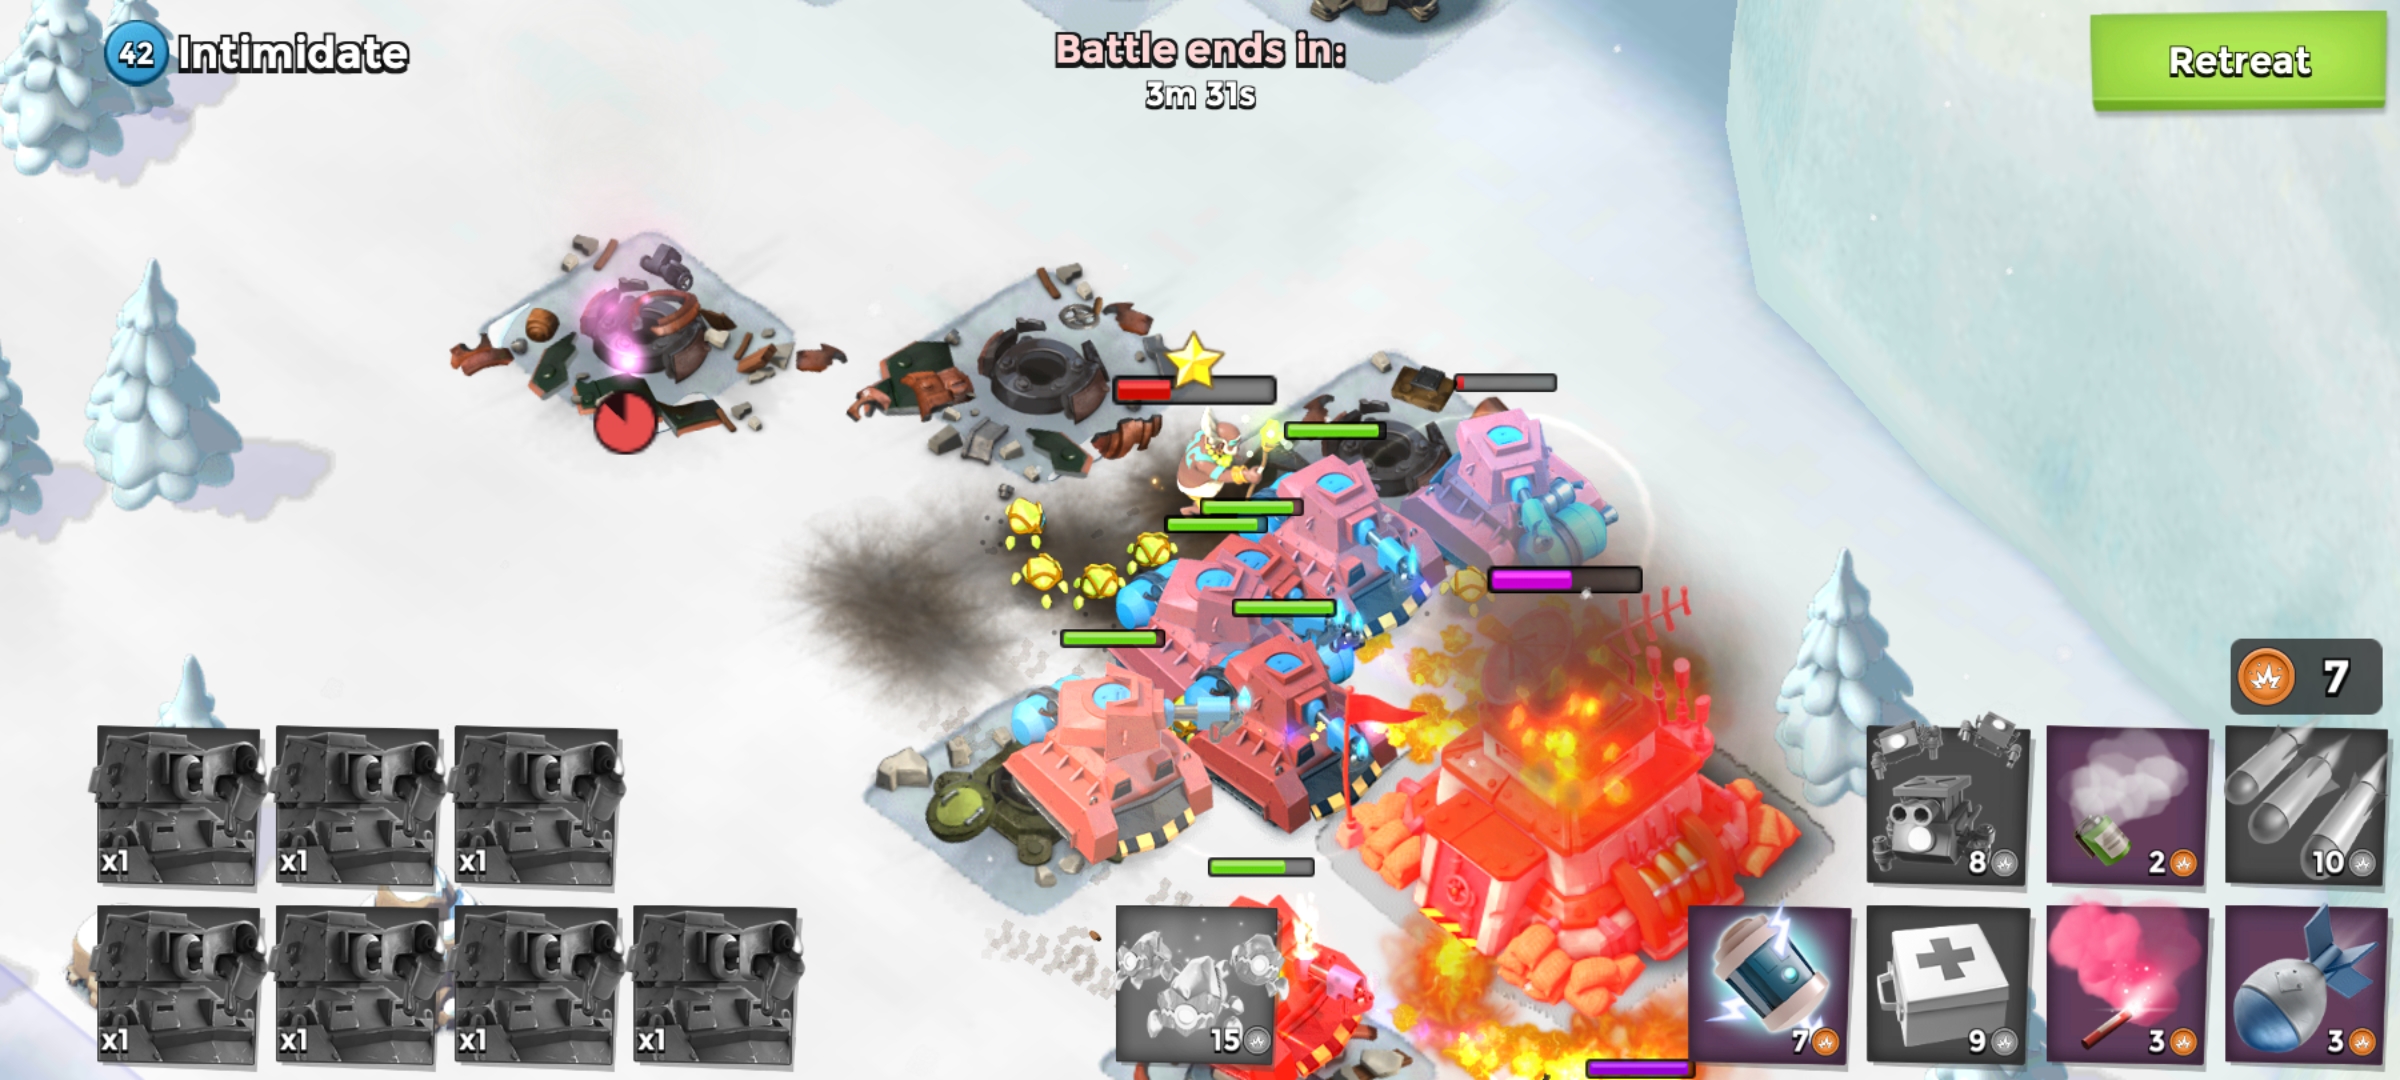 42 Intimidate
Battle ends in:
3m 31s
Retreat
7
x1 x1 x1
8 2 10
x1 x1 x1 x1
15 7 9 3 3